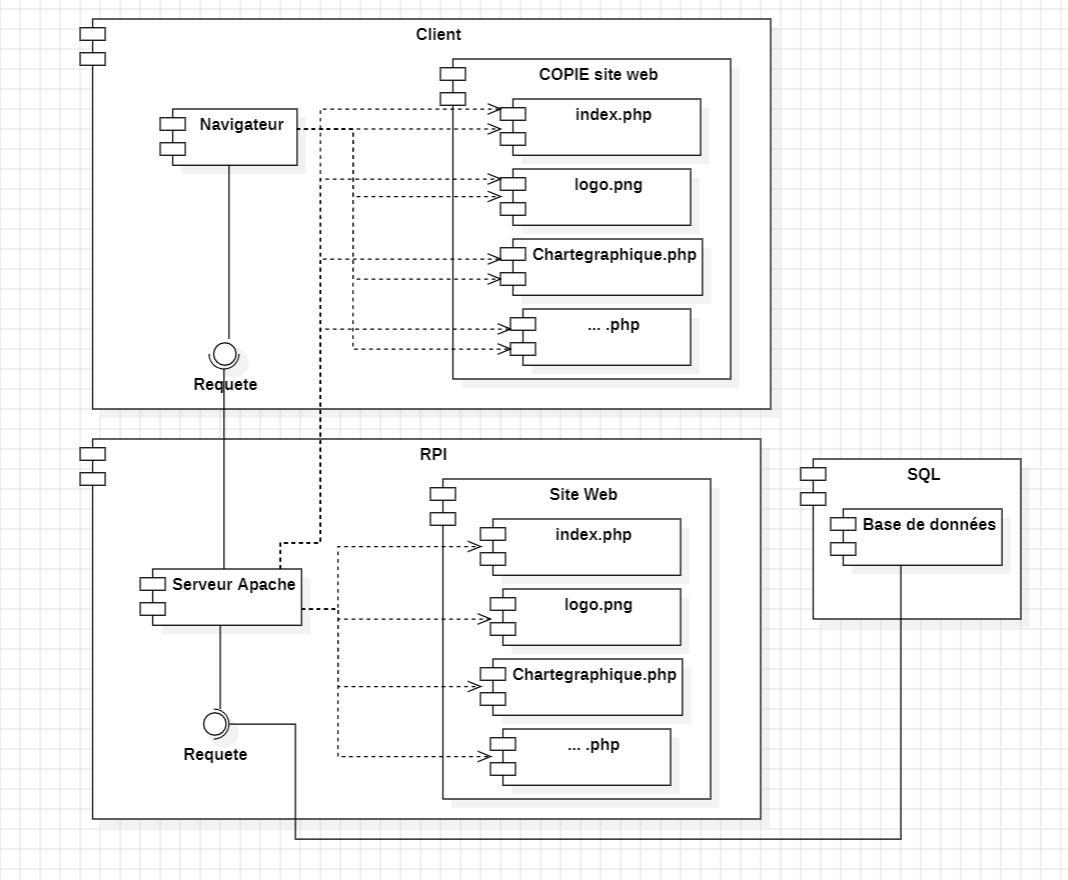 Client
COPIE site web
Navigateur
index.php
logo.png
Chartegraphique.php
... .php
Requete
RPI
Site Web
index.php
Serveur Apache
logo.png
Chartegraphique.php
... .php
Requete
SQL
Base de données